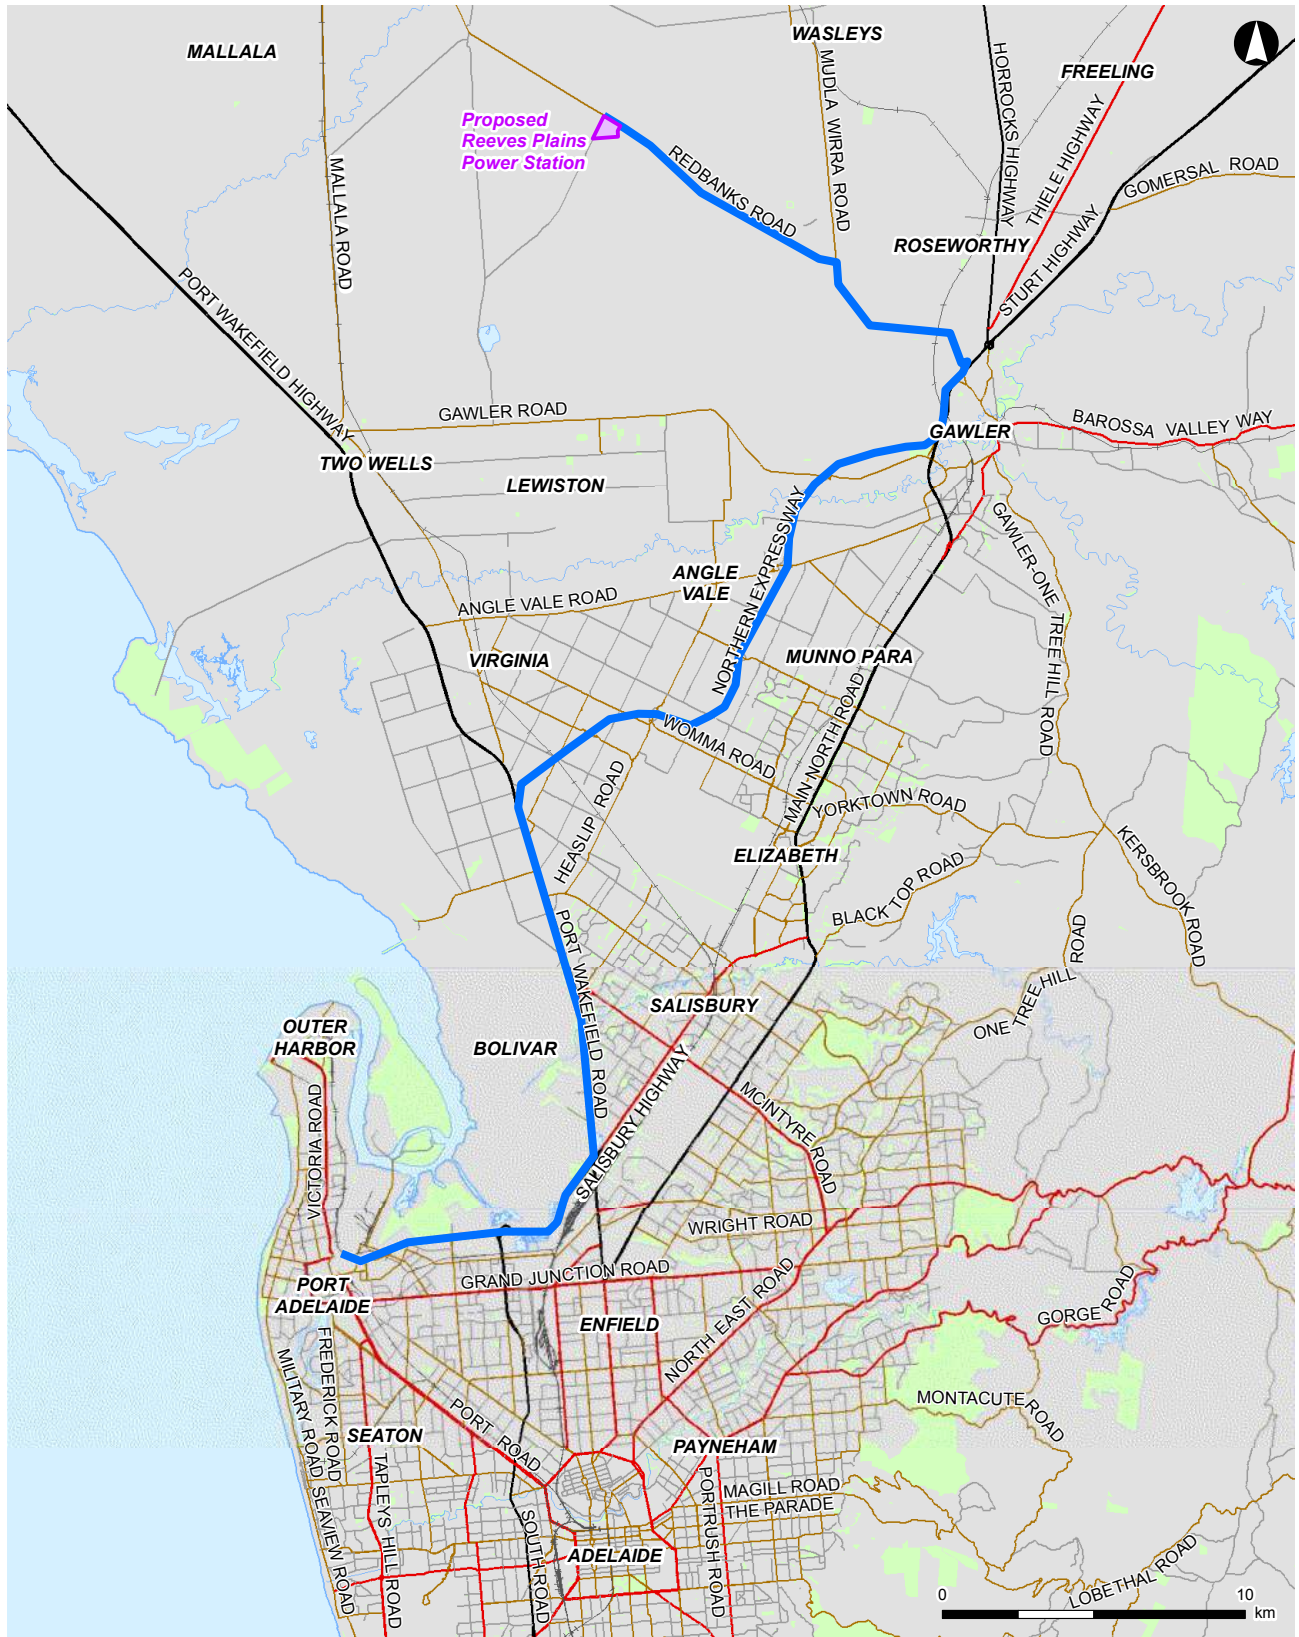 WASLEYS
MALLALA
FREELING
HORROCKS HIGHWAY
MUDLA WIRRA ROAD
Proposed
Reeves Plains
Power Station
THIELE HIGHWAY
REDBANKS ROAD
MALLALA ROAD
GOMERSAL ROAD
ROSEWORTHY
STURT HIGHWAY
PORT WAKEFIELD HIGHWAY
GAWLER ROAD
BAROSSA VALLEY WAY
GAWLER
TWO WELLS
LEWISTON
NORTHERN EXPRESSWAY
GAWLER-ONE TREE HILL ROAD
ANGLE
VALE
ANGLE VALE ROAD
VIRGINIA
MUNNO PARA
WOMMA ROAD
MAIN NORTH ROAD
HEASLIP ROAD
YORKTOWN ROAD
KERSBROOK ROAD
ELIZABETH
BLACK TOP ROAD
PORT WAKEFIELD ROAD
ONE TREE HILL ROAD
SALISBURY
OUTER
HARBOR
BOLIVAR
SALISBURY HIGHWAY
MCINTYRE ROAD
VICTORIA ROAD
WRIGHT ROAD
GRAND JUNCTION ROAD
PORT
ADELAIDE
NORTH EAST ROAD
GORGE ROAD
ENFIELD
FREDERICK ROAD
MILITARY ROAD
SEAVIEW ROAD
MONTACUTE ROAD
PORT ROAD
SEATON
PAYNEHAM
TAPLEYS HILL ROAD
PORTRUSH ROAD
MAGILL ROAD
THE PARADE
SOUTH ROAD
ADELAIDE
LOBETHAL ROAD
0 10
km